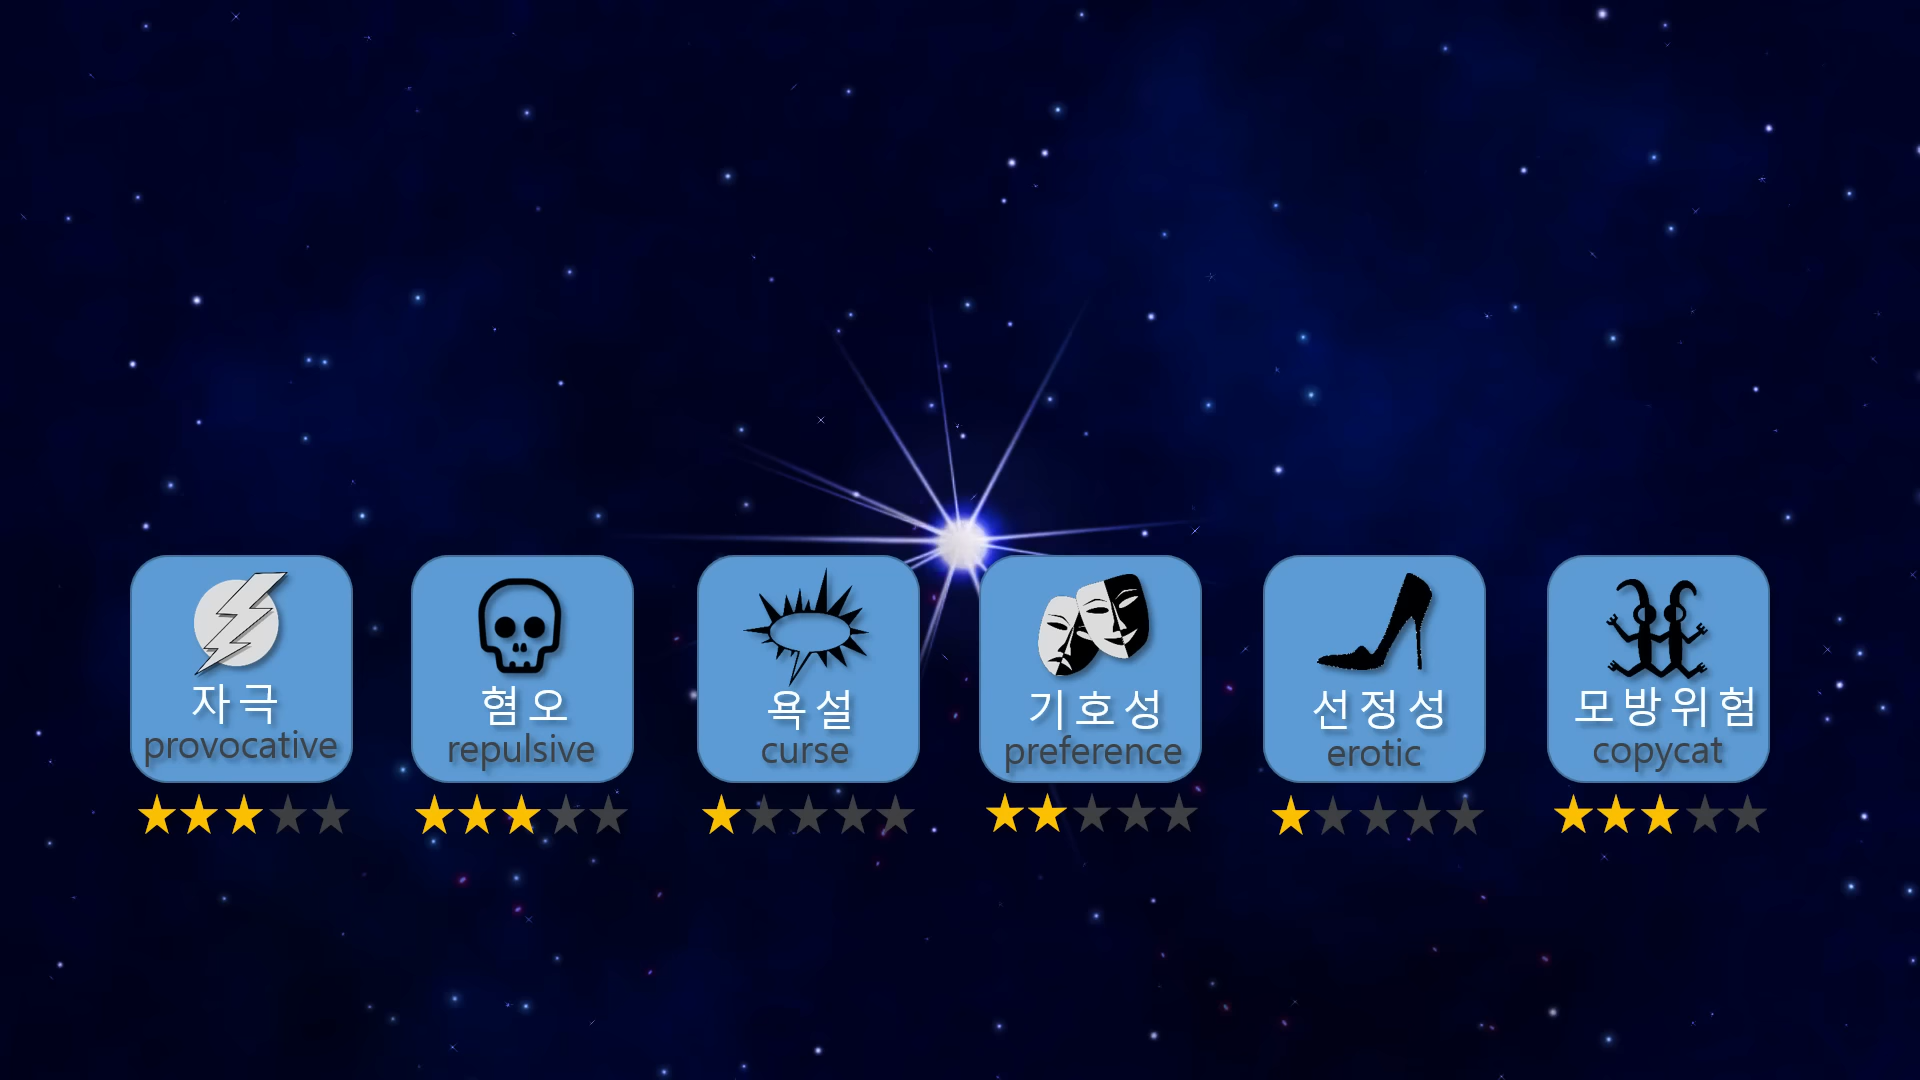 자극
provocative
혐오
repulsive
욕설
curse
기호성
preference
선정성
erotic
모방위험
copycat